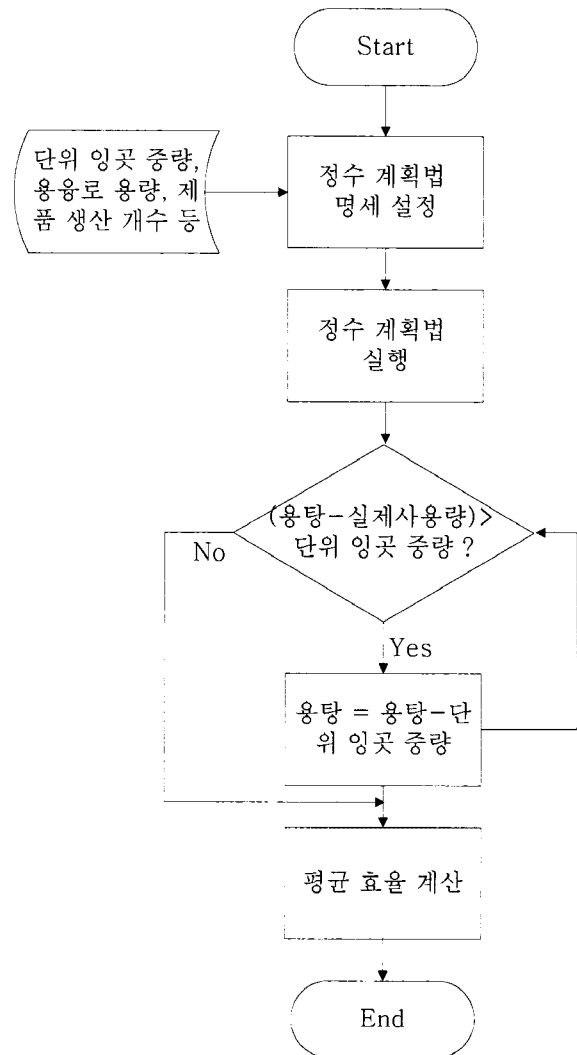 Start
단위 잉곳 중량,
용융로 용량, 제
품 생산 개수 등
정수 계획법
명세 설정
정수 계획법
실행
(용탕-실제사용량)>
단위 잉곳 중량 ?
No
Yes
용탕 = 용탕-단
위 잉곳 중량
평균 효율 계산
End